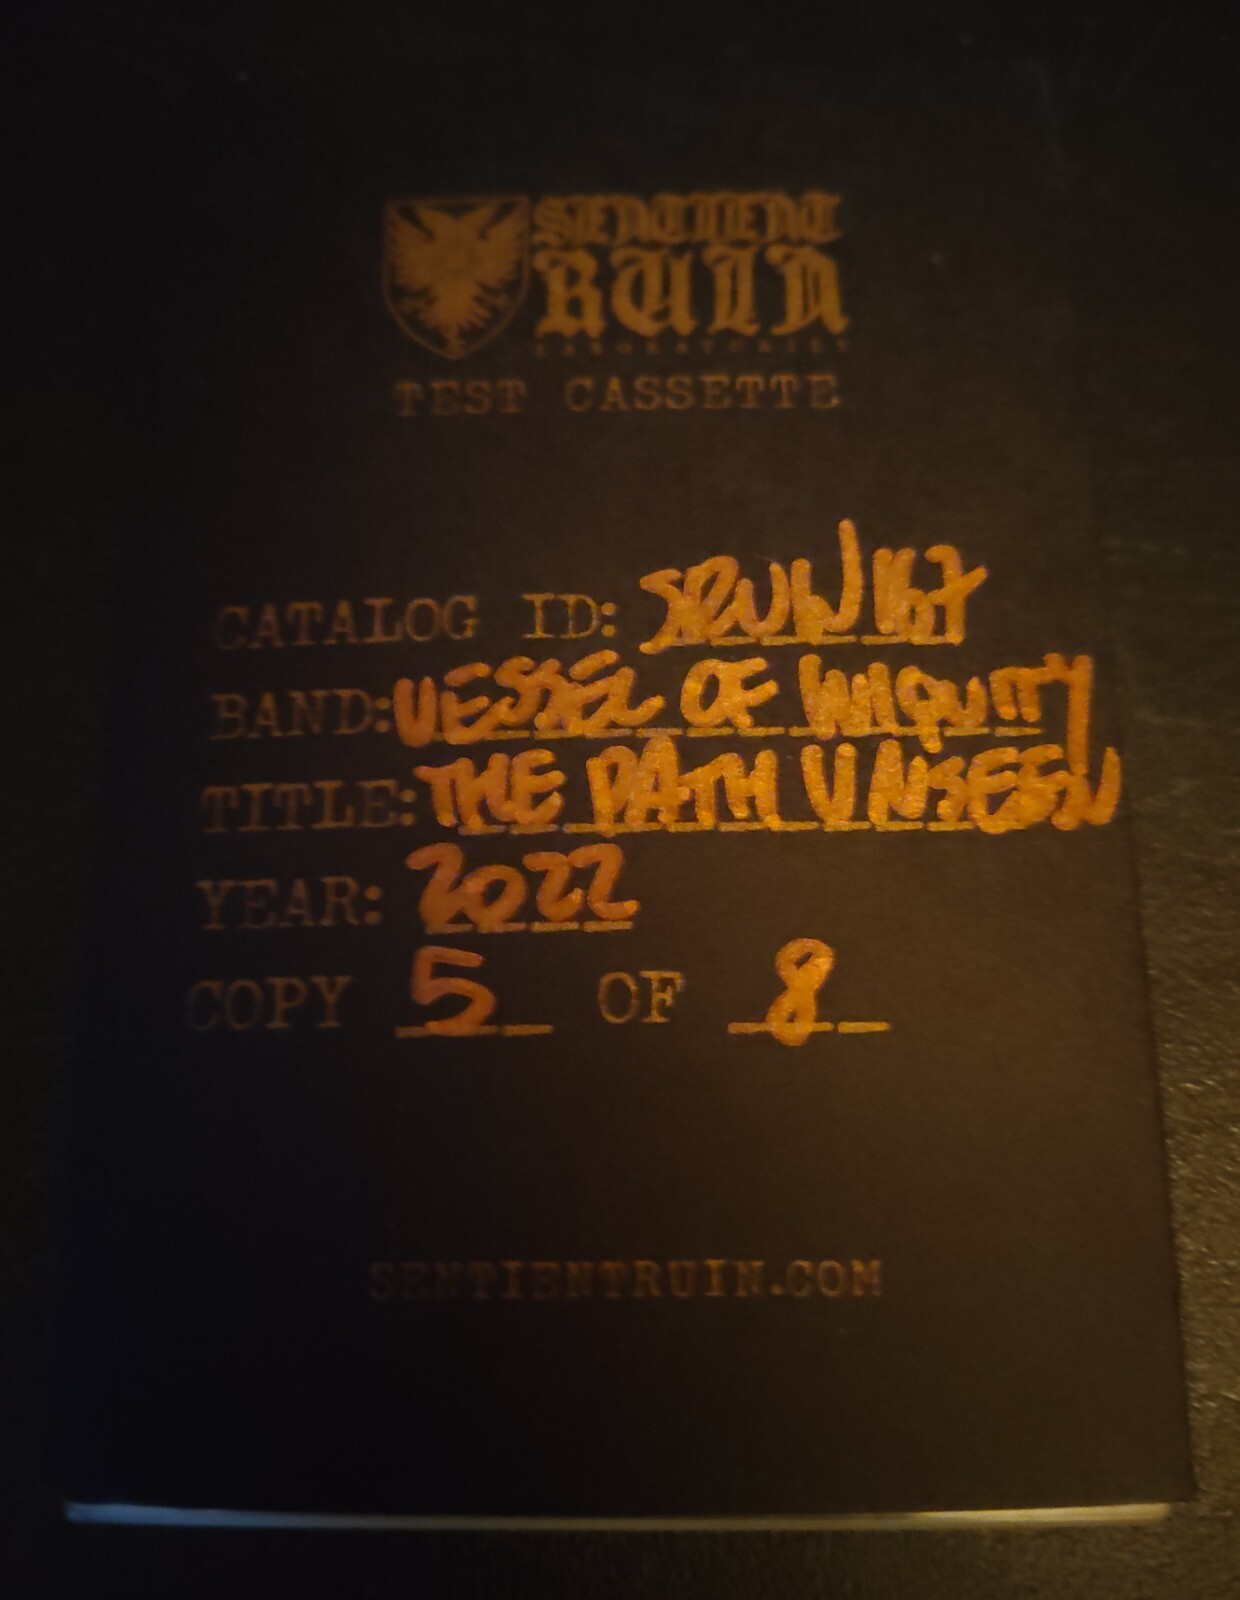 SENTIENT
RUIN
LABORATORIES
TEST CASSETTE
CATALOG ID: SRUIN167
BAND: VESSEL OF INIQUITY
TITLE: THE PATH UNSEEN
YEAR: 2022
COPY 5 OF 8
SENTIENTRUIN.COM